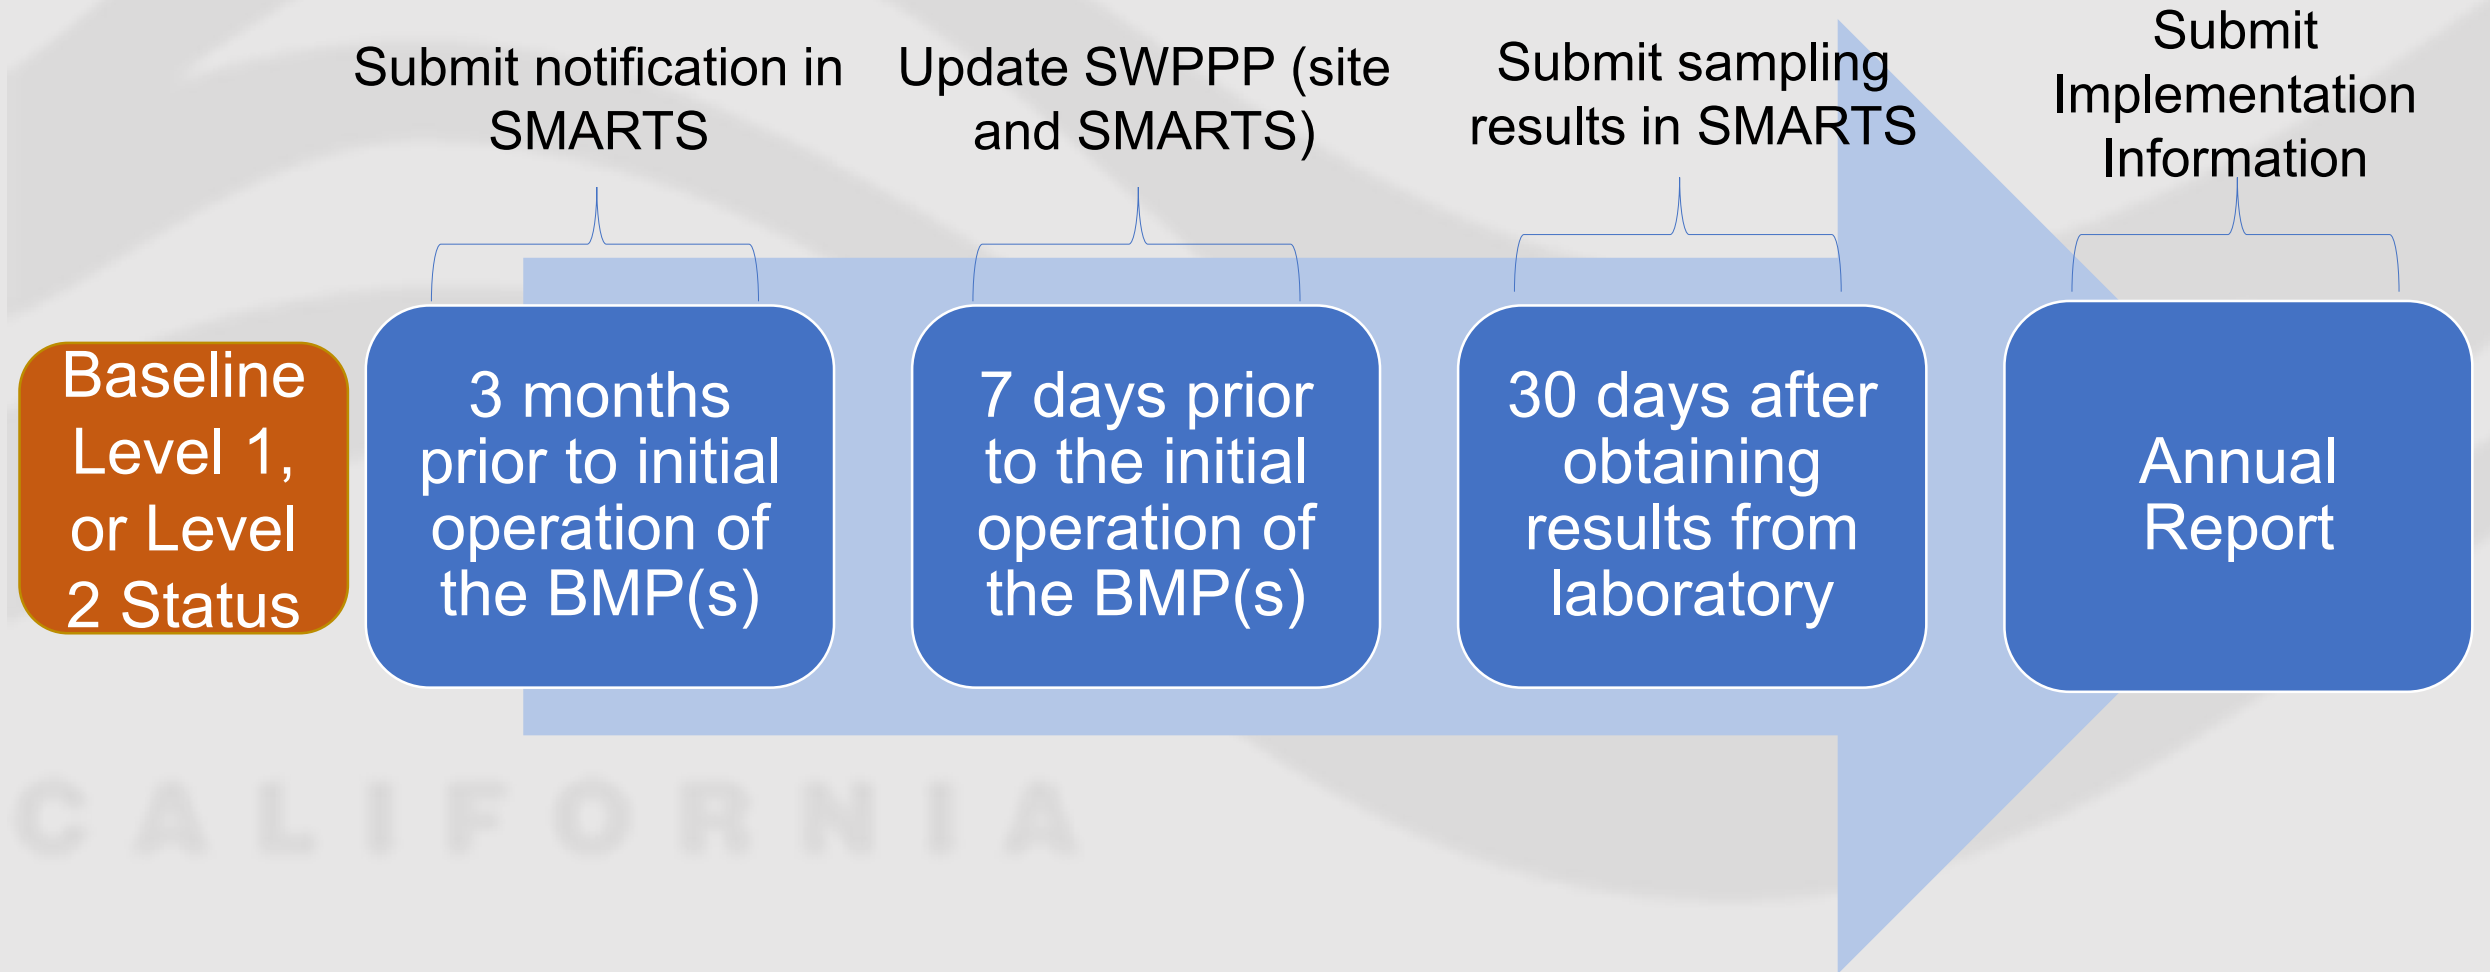 Submit notification in
SMARTS
Update SWPPP (site
and SMARTS)
Submit sampling
results in SMARTS
Submit
Implementation
Information
Baseline
Level 1,
or Level
2 Status
3 months
prior to initial
operation of
the BMP(s)
7 days prior
to the initial
operation of
the BMP(s)
30 days after
obtaining
results from
laboratory
Annual
Report
CALIFORNIA